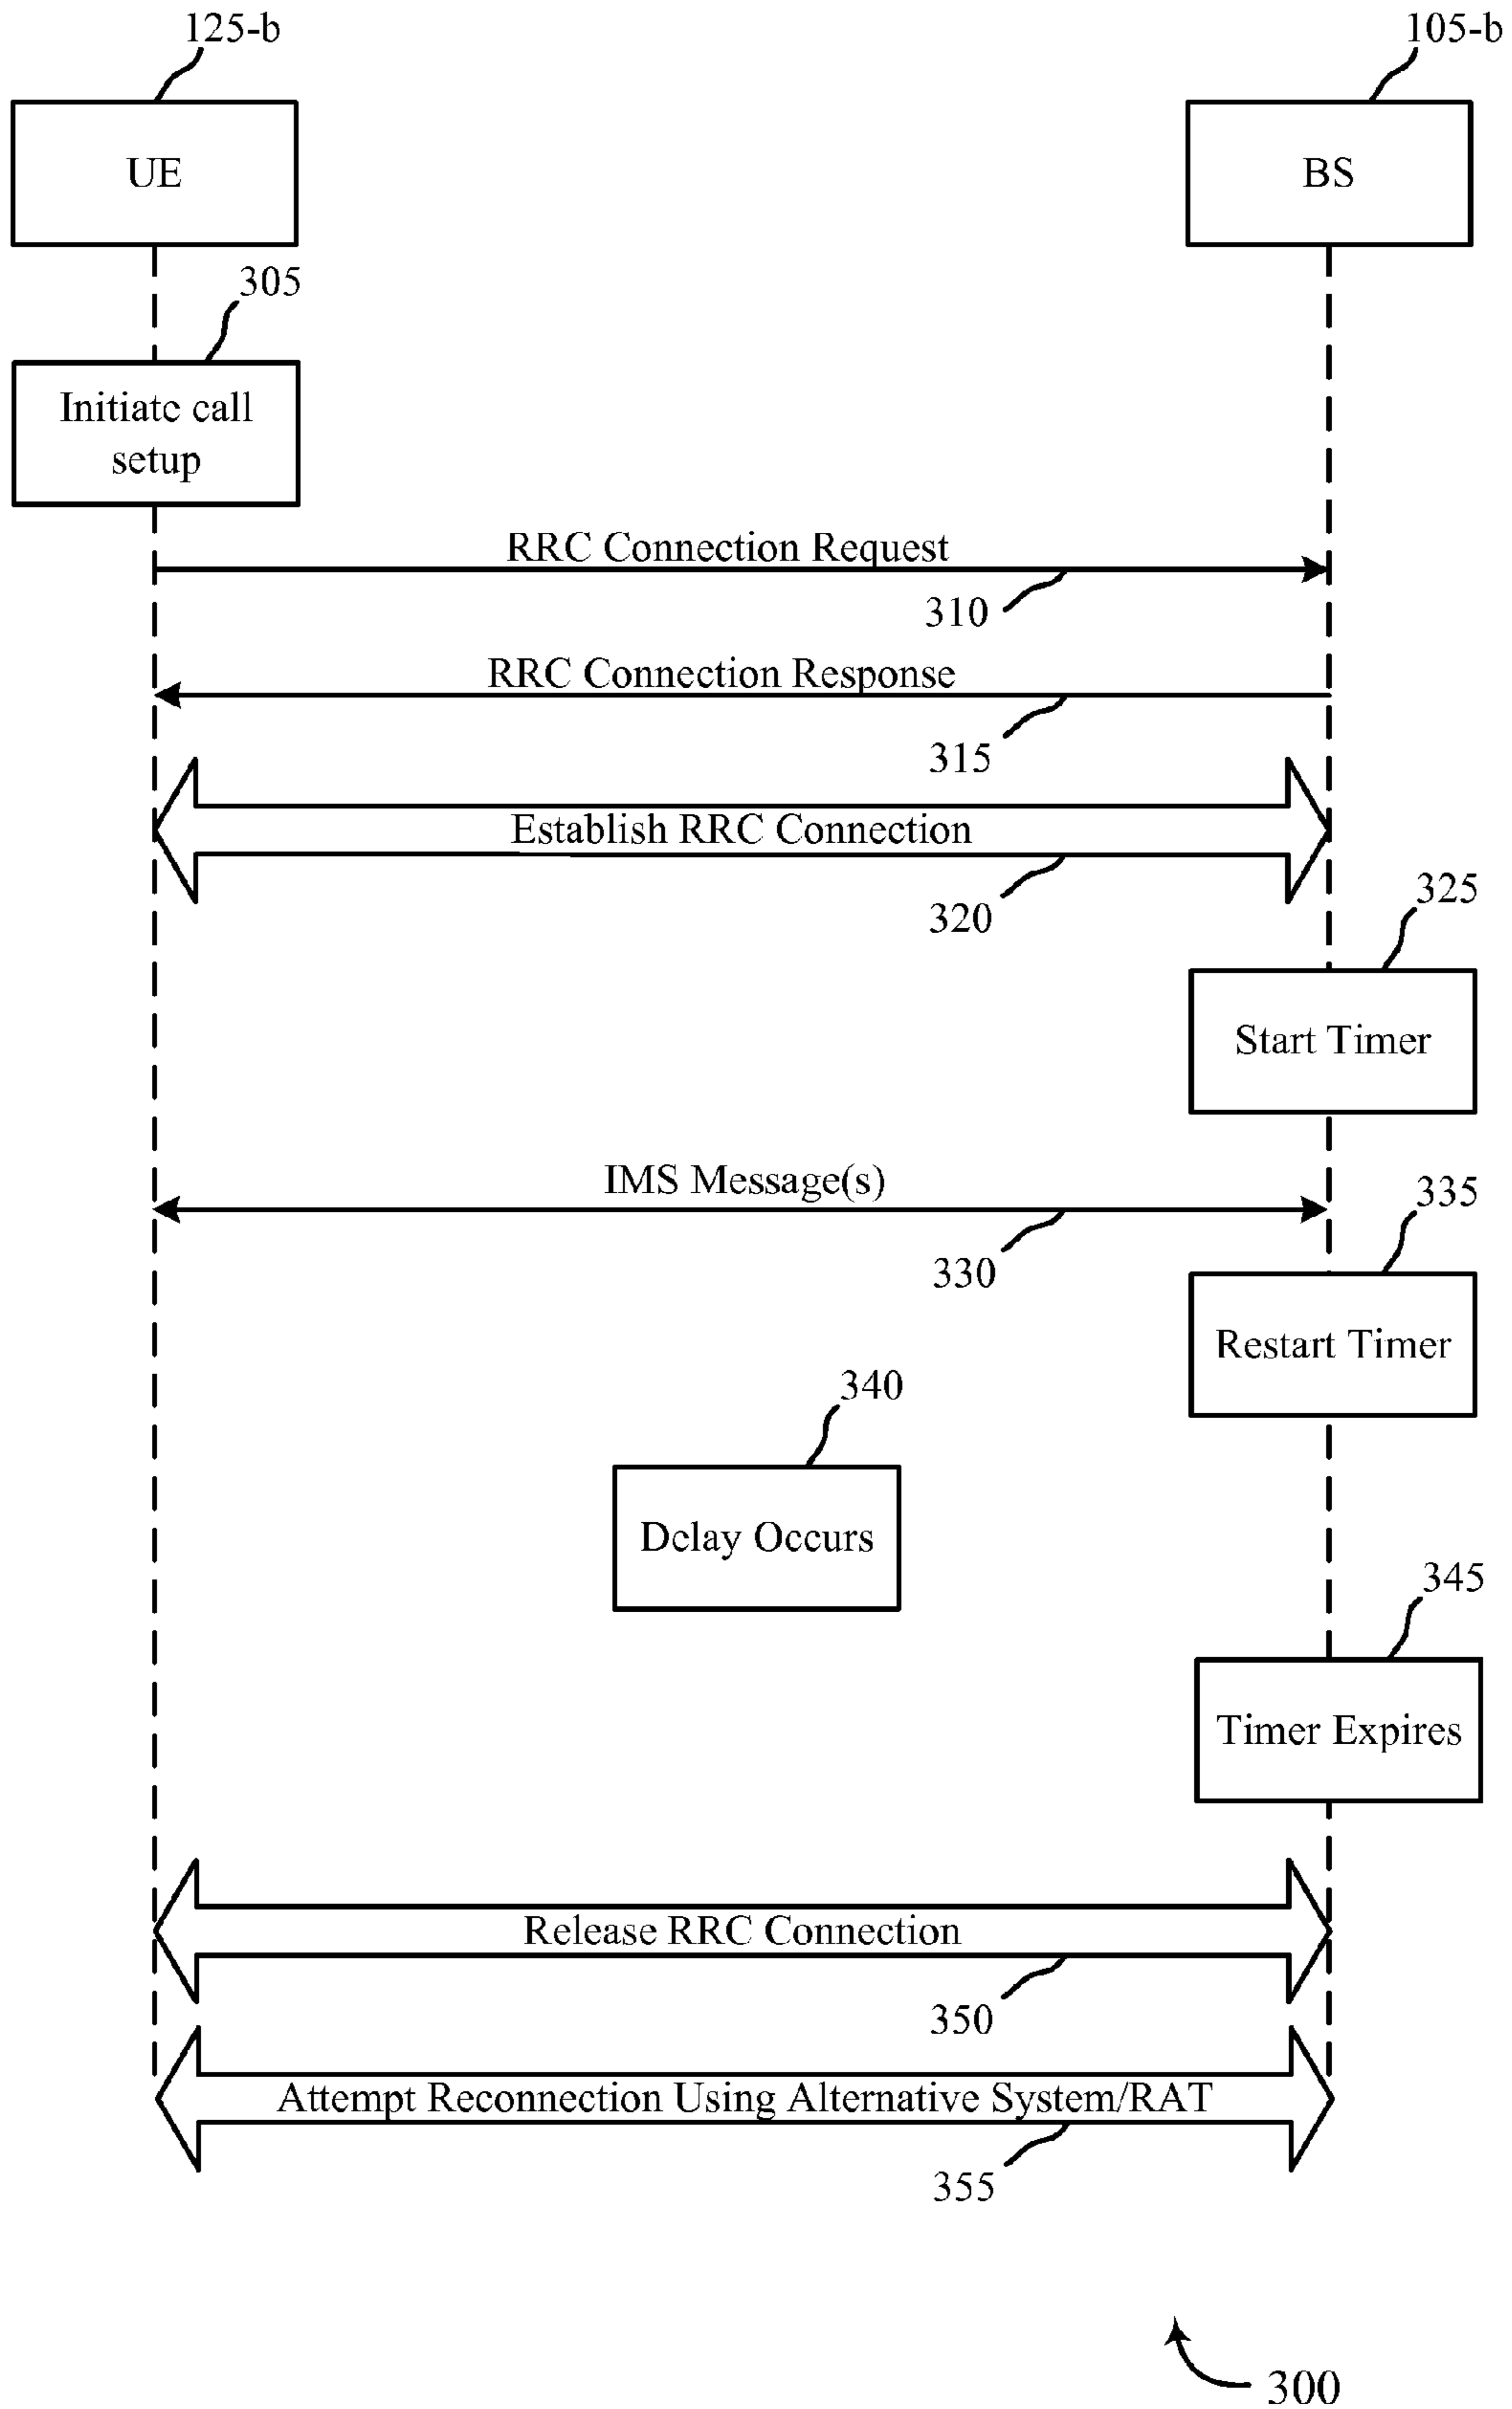 125-b
105-b
UE
BS
305
Initiate call
setup
RRC Connection Request
310
RRC Connection Response
315
Establish RRC Connection
320
325
Start Timer
IMS Message(s)
330
335
Restart Timer
340
Delay Occurs
345
Timer Expires
Release RRC Connection
350
Attempt Reconnection Using Alternative System/RAT
355
300